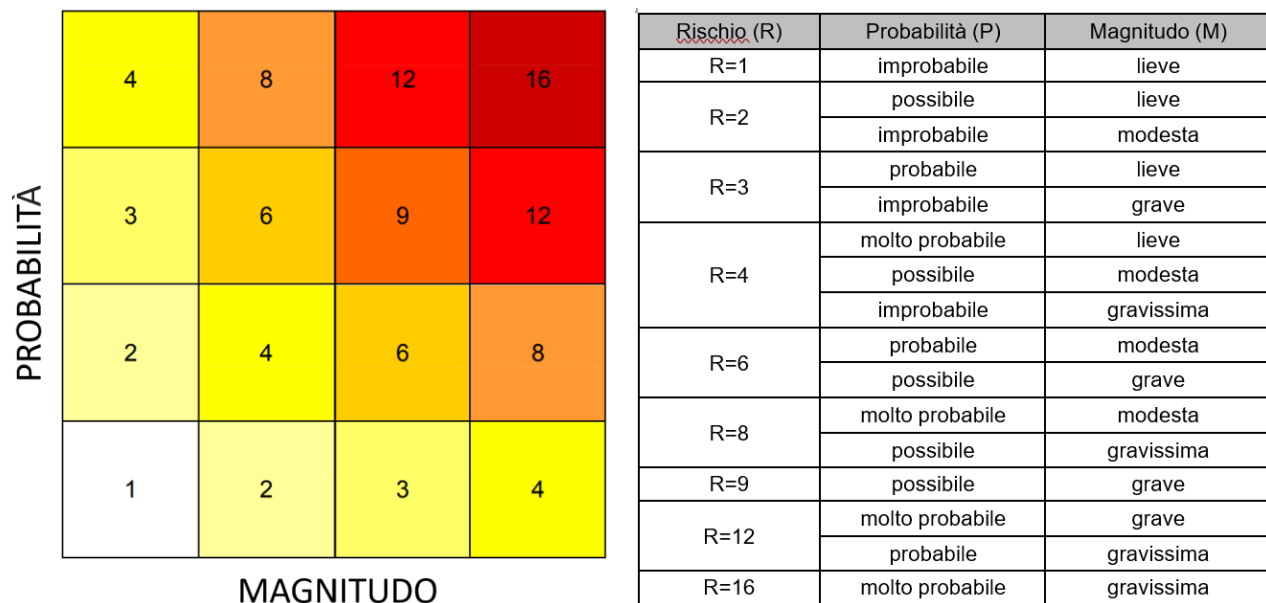 PROBABILITÀ
4 8 12 16
3 6 9 12
2 4 6 8
1 2 3 4
MAGNITUDO
Rischio (R) Probabilità (P) Magnitudo (M)
R=1 improbabile lieve
R=2 possibile lieve
improbabile modesta
R=3 probabile lieve
improbabile grave
R=4 molto probabile lieve
possibile modesta
improbabile gravissima
R=6 probabile modesta
possibile grave
R=8 molto probabile modesta
possibile gravissima
R=9 possibile grave
R=12 molto probabile grave
probabile gravissima
R=16 molto probabile gravissima